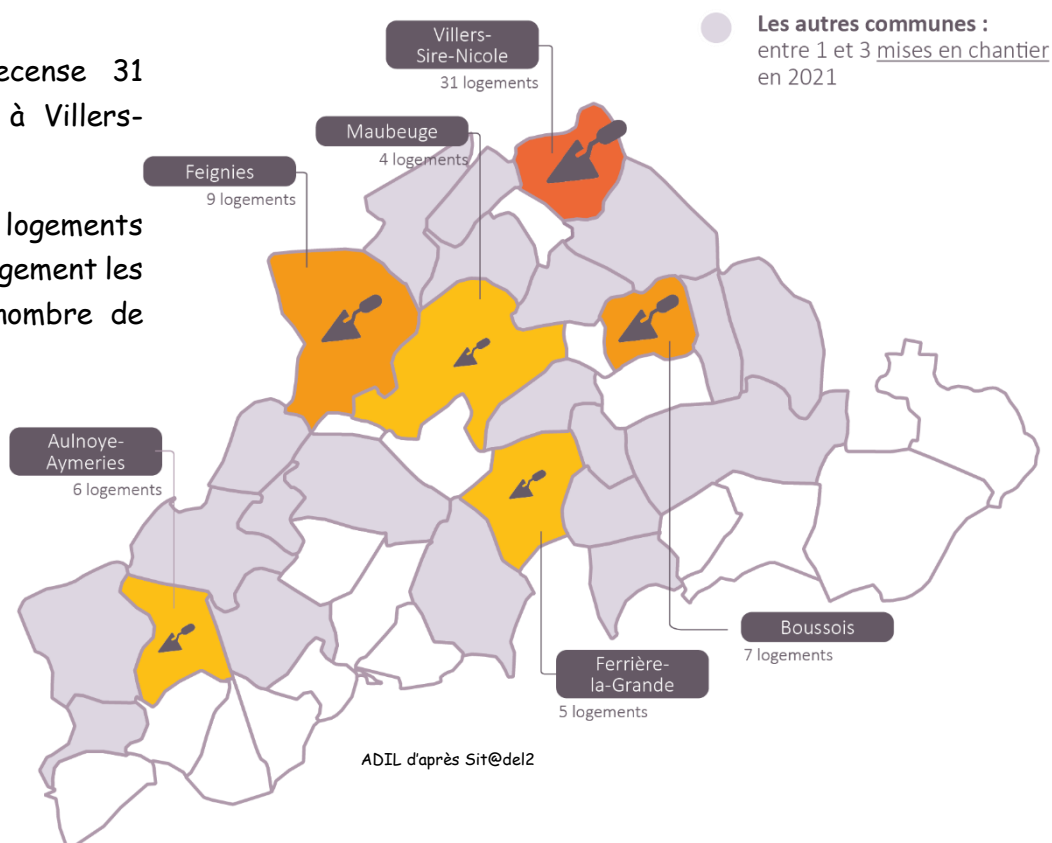 ecense 31
à Villers-
logements
gement les
nombre de
Les autres communes :
entre 1 et 3 mises en chantier
en 2021
Villers-
Sire-Nicole
31 logements
Maubeuge
4 logements
Feignies
9 logements
Aulnoye-
Aymeries
6 logements
Boussois
7 logements
Ferrière-
la-Grande
5 logements
ADIL d'après Sit@del2